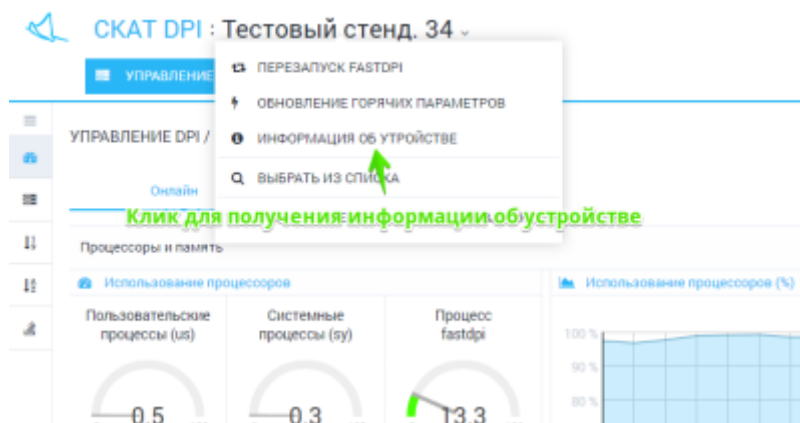 СКАТ DPI : Тестовый стенд. 34
УПРАВЛЕНИЕ
ПЕРЕЗАПУСК FASTDPI
ОБНОВЛЕНИЕ ГОРЯЧИХ ПАРАМЕТРОВ
ИНФОРМАЦИЯ ОБ УТРОЙСТВЕ
ВЫБРАТЬ ИЗ СПИСКА
УПРАВЛЕНИЕ DPI /
Онлайн
Клик для получения информации об устройстве
Процессоры и память
Использование процессоров
Использование процессоров (%)
Пользовательские
процессы (us)
Системные
процессы (sy)
Процесс
fastdpi
0.5
0.3
13.3
100 %
90 %
80 %